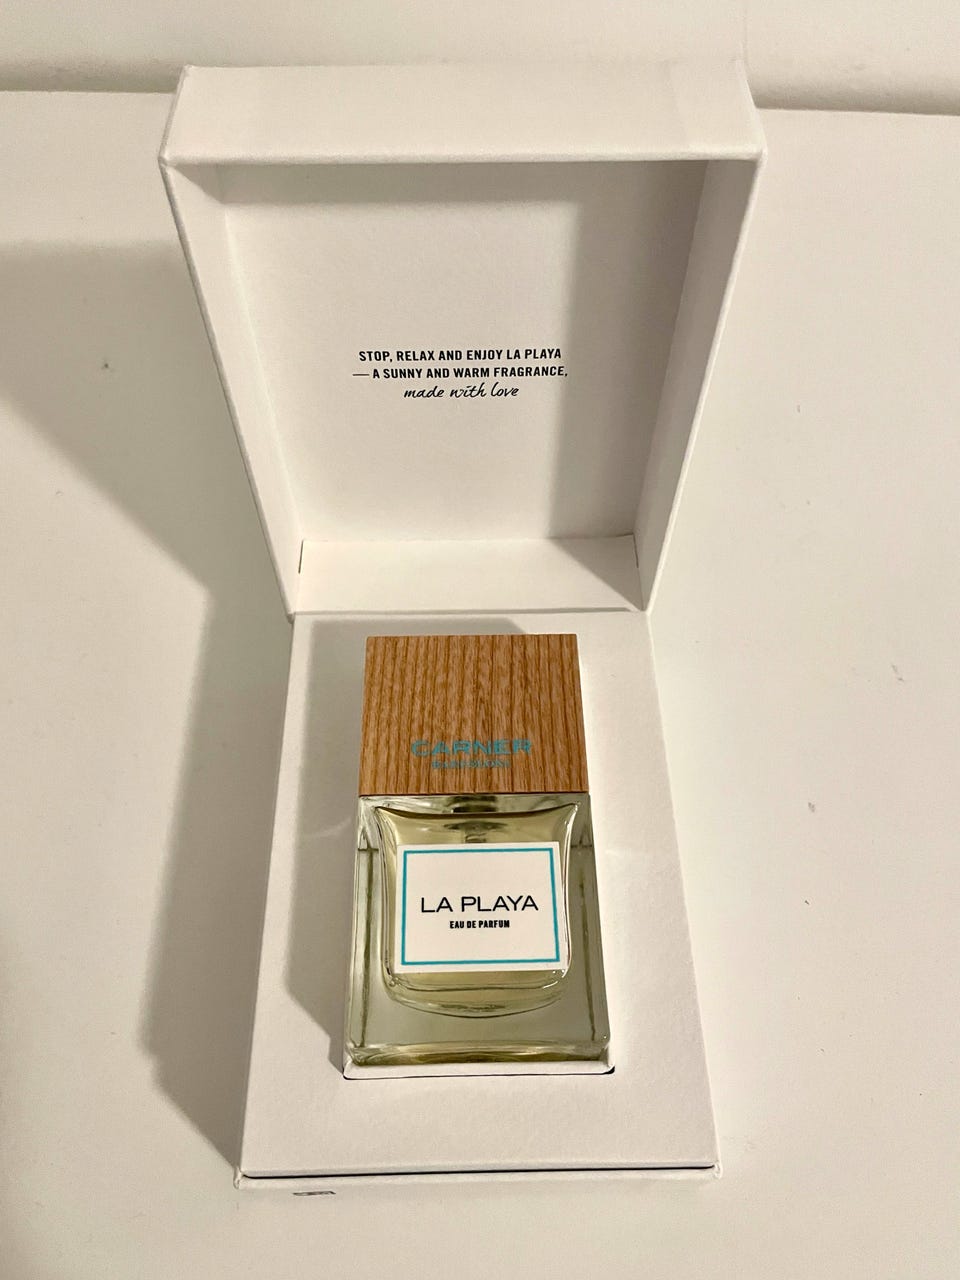 STOP, RELAX AND ENJOY LA PLAYA
— A SUNNY AND WARM FRAGRANCE,
made with love
CARNER
BARCELONA
LA PLAYA
EAU DE PARFUM